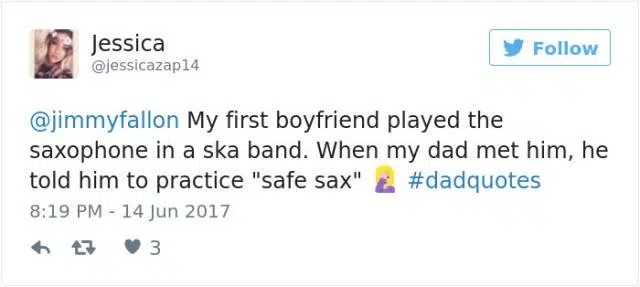 Jessica
@jessicazap14
Follow
@jimmyfallon My first boyfriend played the
saxophone in a ska band. When my dad met him, he
told him to practice "safe sax" 🤦‍♀️ #dadquotes
8:19 PM - 14 Jun 2017
3